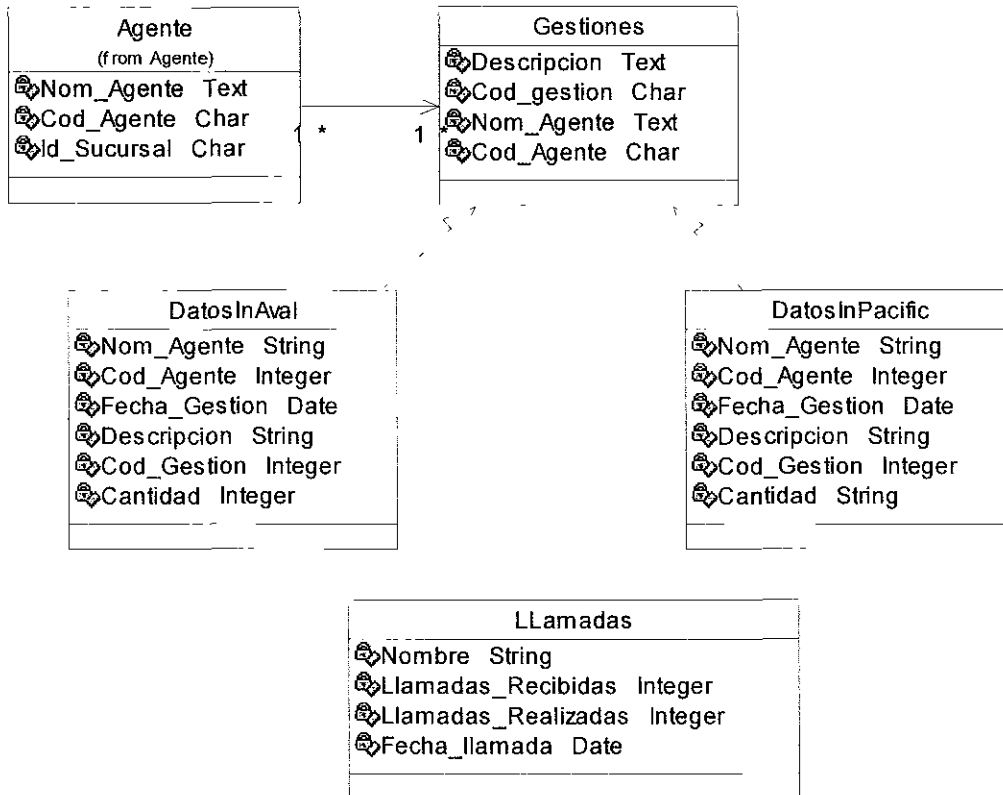 Agente
(from Agente)
Nom_Agente Text
Cod_Agente Char
Id_Sucursal Char
1 *
1 *
Gestiones
Descripcion Text
Cod_gestion Char
Nom_Agente Text
Cod_Agente Char
DatosInAval
Nom_Agente String
Cod_Agente Integer
Fecha_Gestion Date
Descripcion String
Cod_Gestion Integer
Cantidad Integer
DatosInPacific
Nom_Agente String
Cod_Agente Integer
Fecha_Gestion Date
Descripcion String
Cod_Gestion Integer
Cantidad String
LLamadas
Nombre String
Llamadas_Recibidas Integer
Llamadas_Realizadas Integer
Fecha_llamada Date